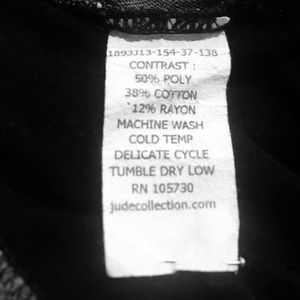 1893J13-154-37-138
CONTRAST :
50% POLY
38% COTTON
12% RAYON
MACHINE WASH
COLD TEMP
DELICATE CYCLE
TUMBLE DRY LOW
RN 105730
judecollection.com